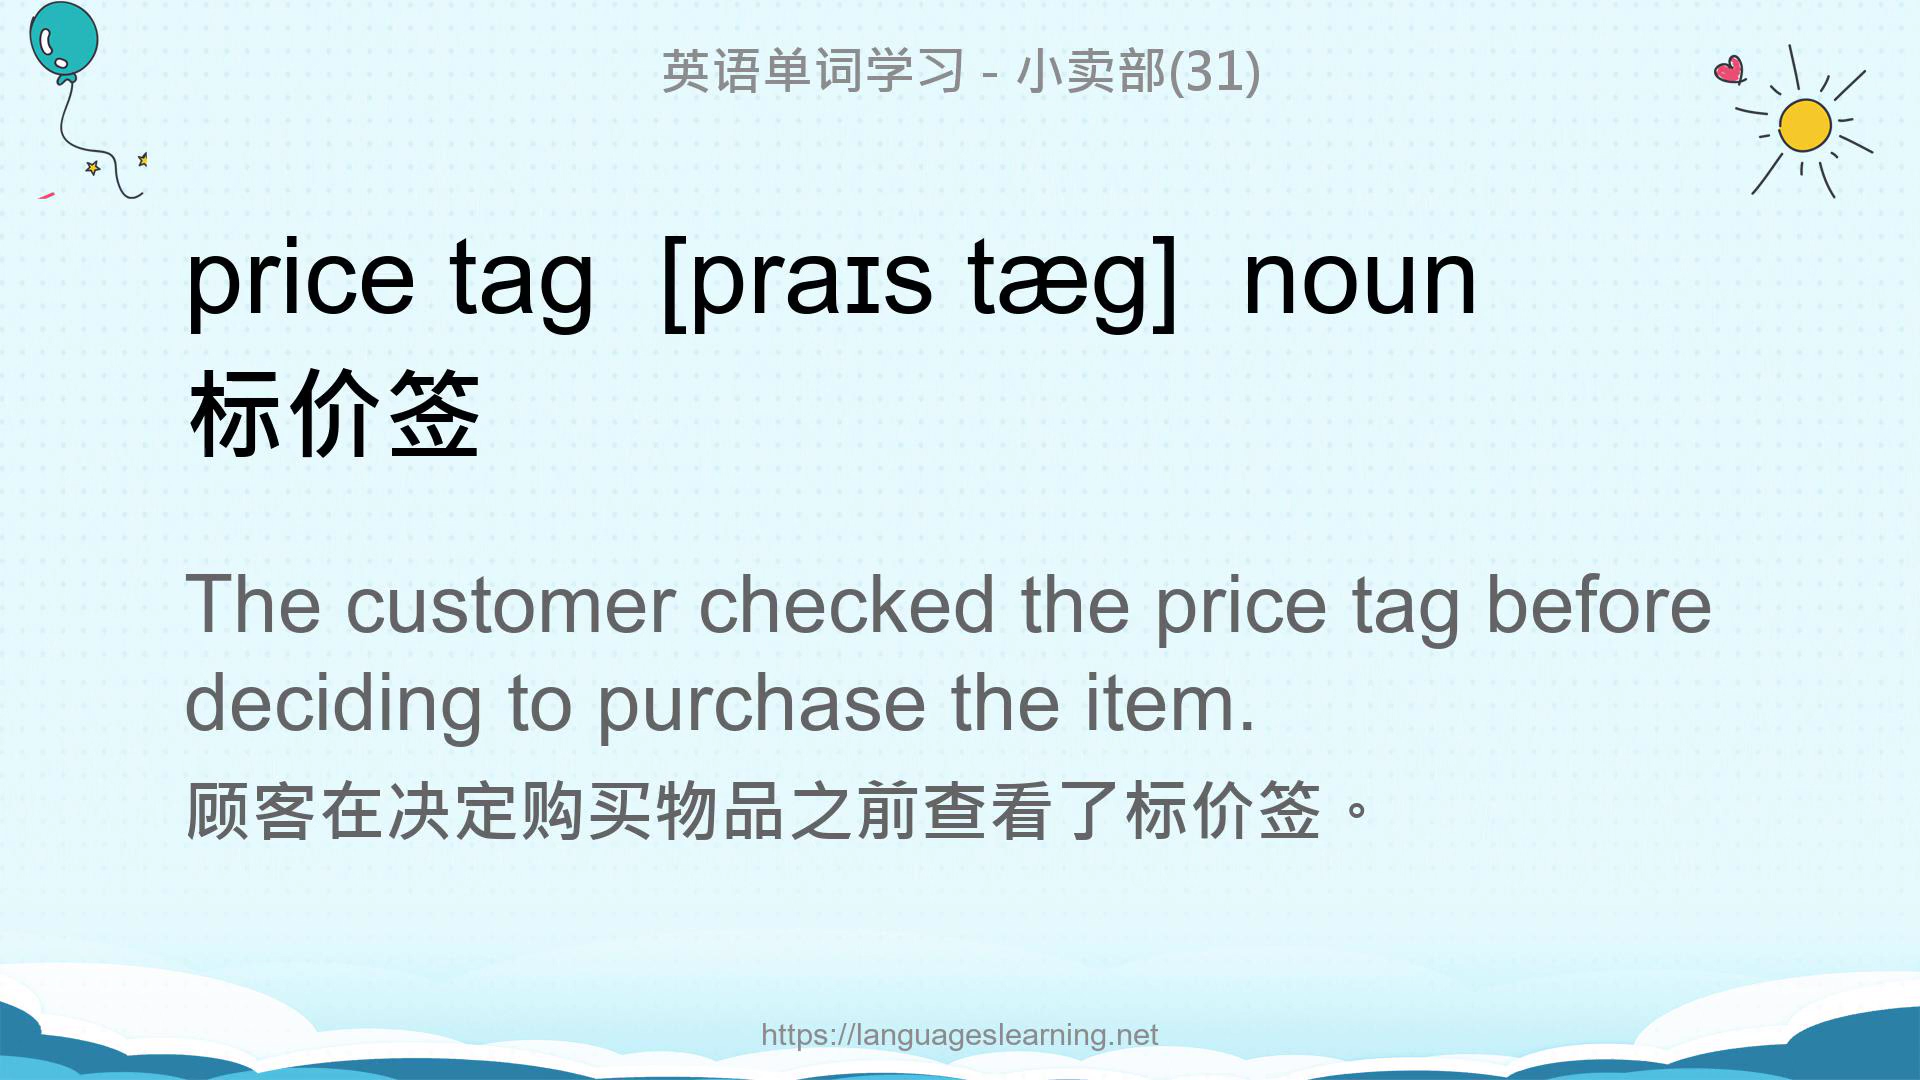 英语单词学习 - 小卖部(31)
price tag  [praɪs tæg]  noun
标价签
The customer checked the price tag before
deciding to purchase the item.
顾客在决定购买物品之前查看了标价签。
https://languageslearning.net